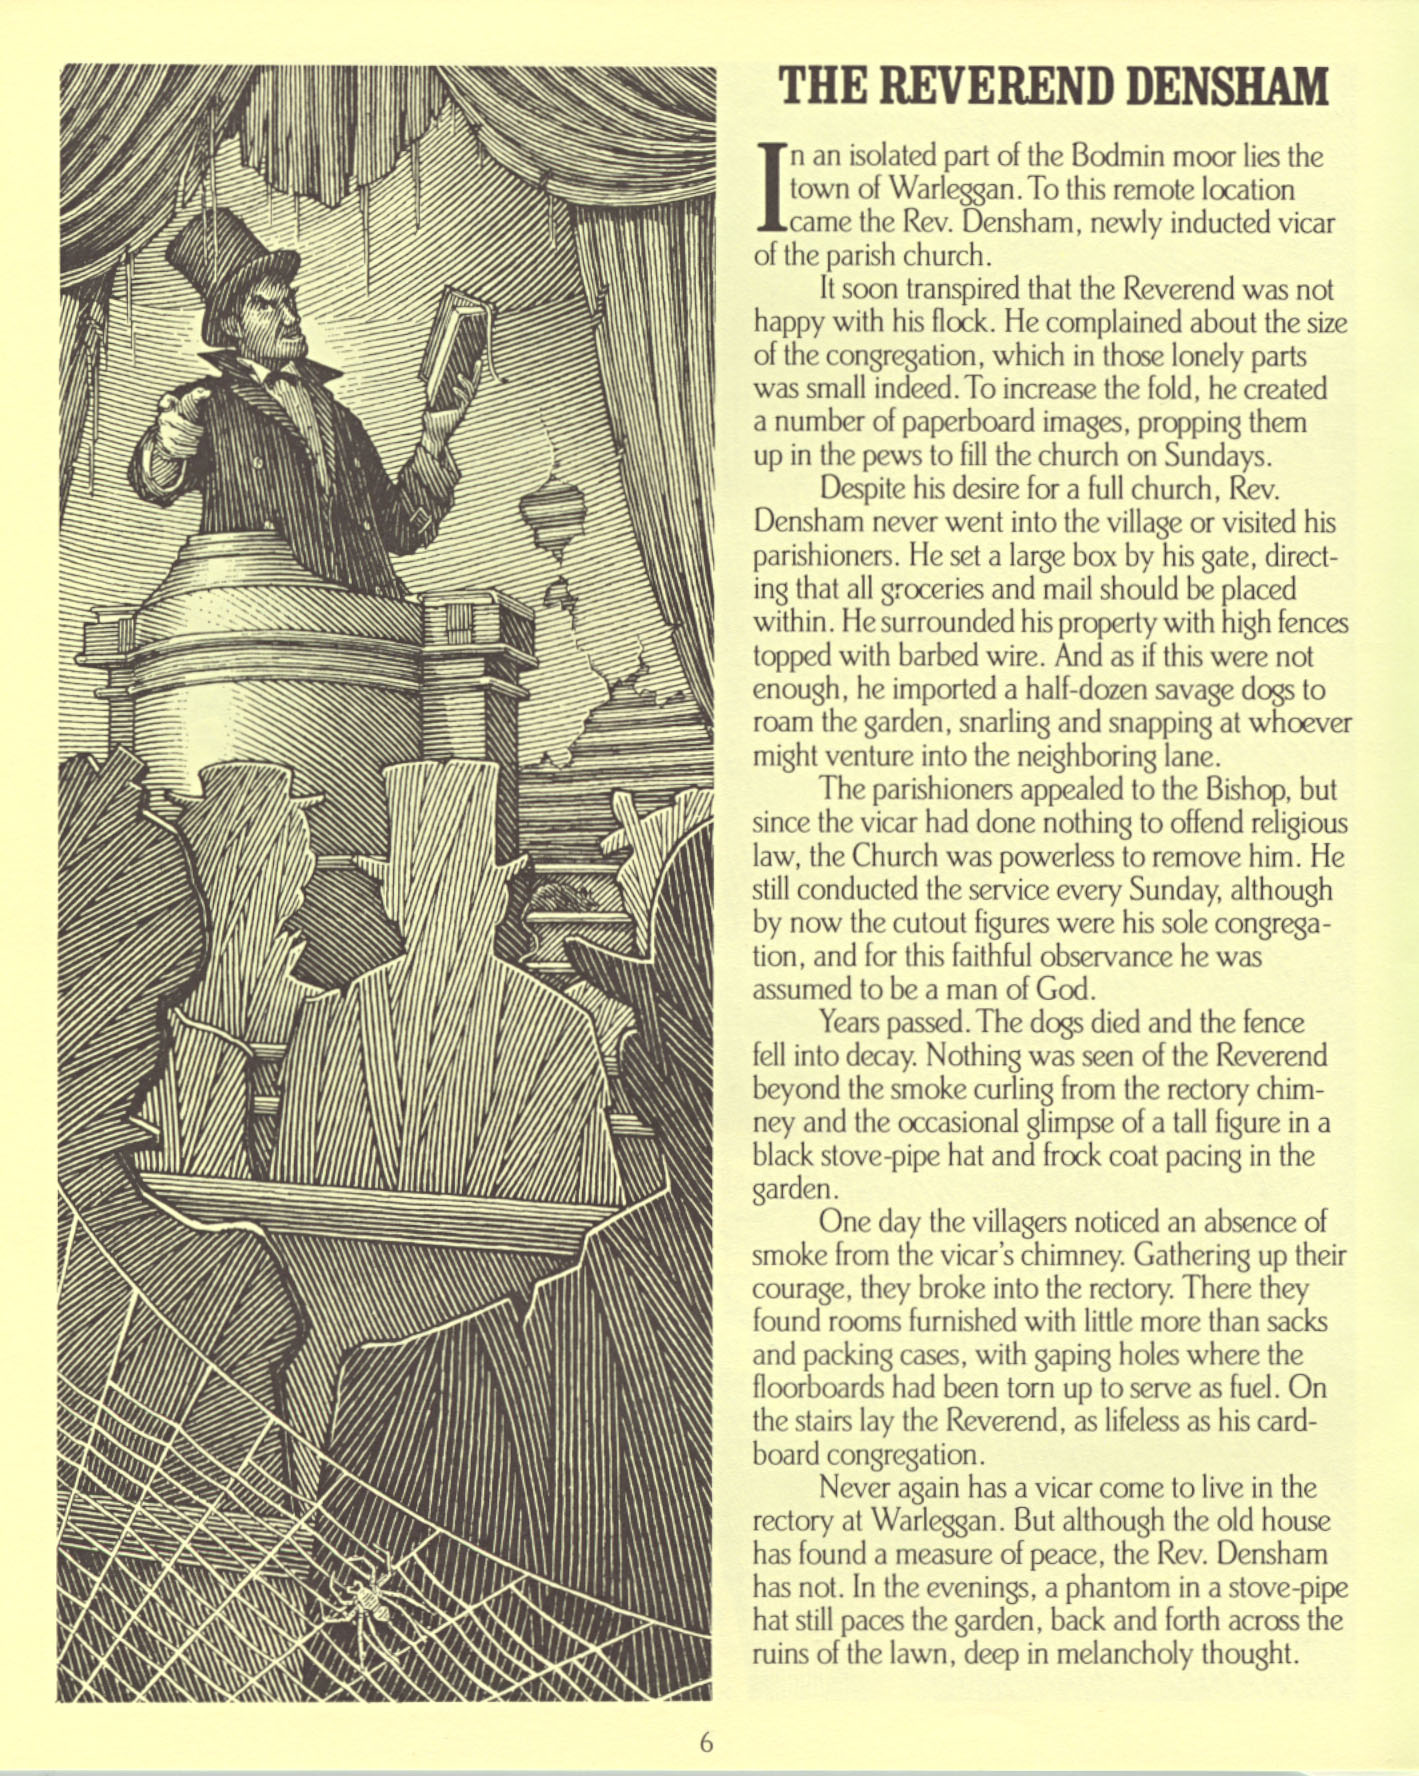 THE REVEREND DENSHAM
In an isolated part of the Bodmin moor lies the
town of Warleggan. To this remote location
came the Rev. Densham, newly inducted vicar
of the parish church.
It soon transpired that the Reverend was not
happy with his flock. He complained about the size
of the congregation, which in those lonely parts
was small indeed. To increase the fold, he created
a number of paperboard images, propping them
up in the pews to fill the church on Sundays.
Despite his desire for a full church, Rev.
Densham never went into the village or visited his
parishioners. He set a large box by his gate, direct-
ing that all groceries and mail should be placed
within. He surrounded his property with high fences
topped with barbed wire. And as if this were not
enough, he imported a half-dozen savage dogs to
roam the garden, snarling and snapping at whoever
might venture into the neighboring lane.
The parishioners appealed to the Bishop, but
since the vicar had done nothing to offend religious
law, the Church was powerless to remove him. He
still conducted the service every Sunday, although
by now the cutout figures were his sole congrega-
tion, and for this faithful observance he was
assumed to be a man of God.
Years passed. The dogs died and the fence
fell into decay. Nothing was seen of the Reverend
beyond the smoke curling from the rectory chim-
ney and the occasional glimpse of a tall figure in a
black stove-pipe hat and frock coat pacing in the
garden.
One day the villagers noticed an absence of
smoke from the vicar's chimney. Gathering up their
courage, they broke into the rectory. There they
found rooms furnished with little more than sacks
and packing cases, with gaping holes where the
floorboards had been torn up to serve as fuel. On
the stairs lay the Reverend, as lifeless as his card-
board congregation.
Never again has a vicar come to live in the
rectory at Warleggan. But although the old house
has found a measure of peace, the Rev. Densham
has not. In the evenings, a phantom in a stove-pipe
hat still paces the garden, back and forth across the
ruins of the lawn, deep in melancholy thought.
6